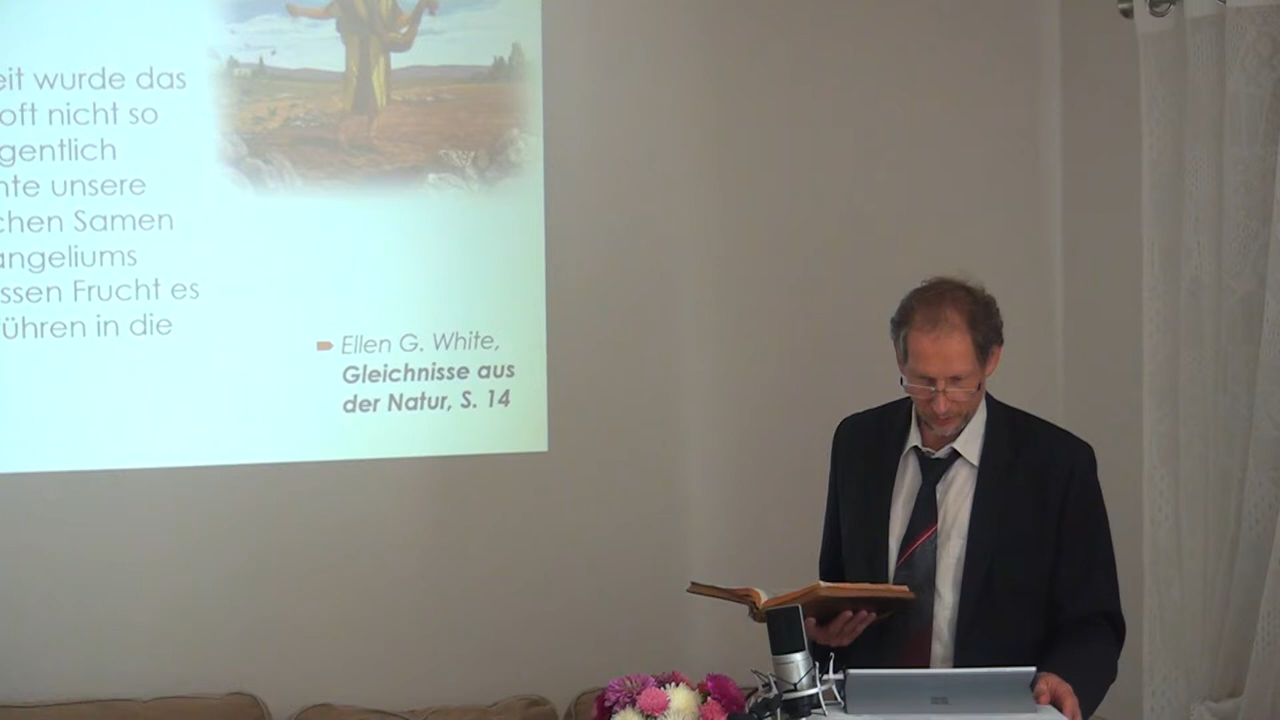 eit wurde das
oft nicht so
gentlich
nte unsere
chen Samen
angeliums
ssen Frucht es
führen in die
Ellen G. White,
Gleichnisse aus
der Natur, S. 14